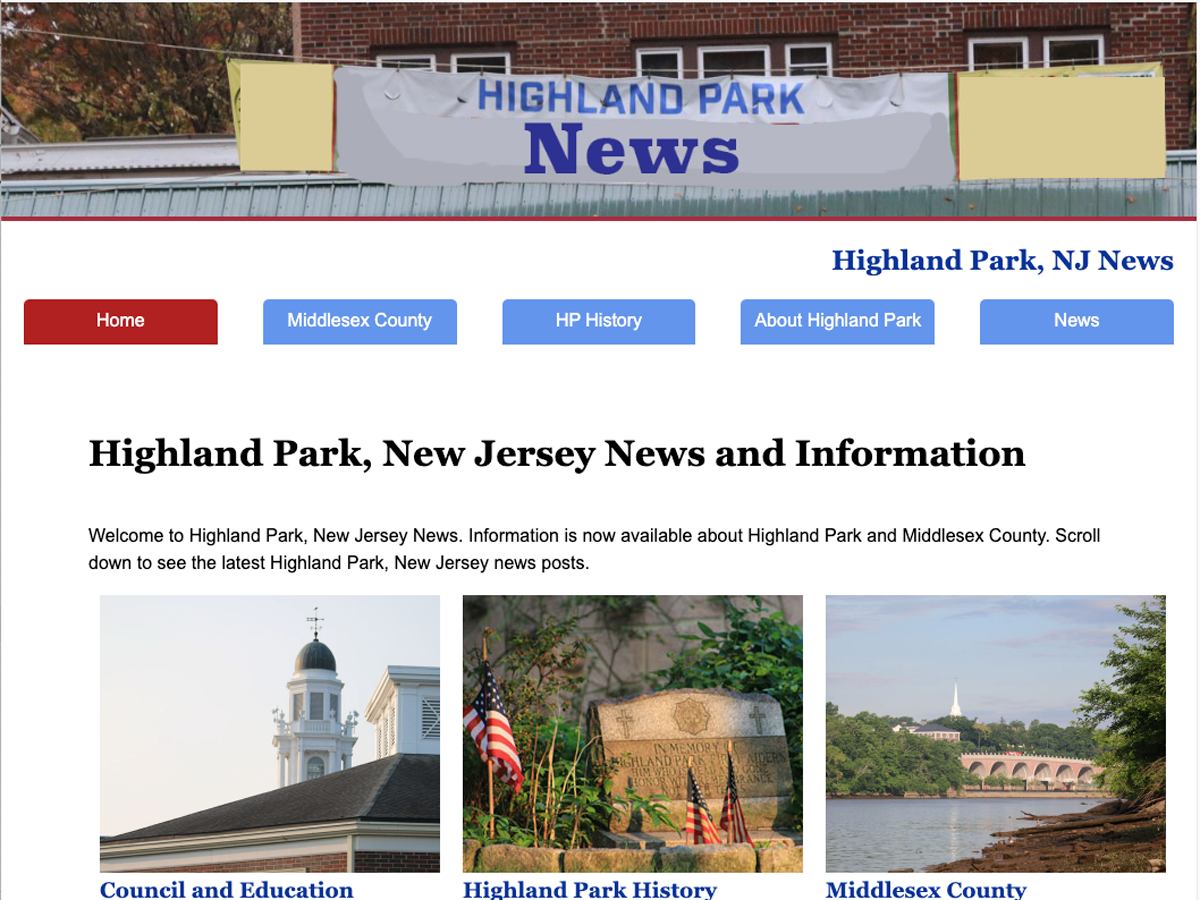 HIGHLAND PARK
News
Highland Park, NJ News
Home
Middlesex County
HP History
About Highland Park
News
Highland Park, New Jersey News and Information
Welcome to Highland Park, New Jersey News. Information is now available about Highland Park and Middlesex County. Scroll
down to see the latest Highland Park, New Jersey news posts.
IN MEMORY
HIGHLAND PARK
Council and Education
Highland Park History
Middlesex County